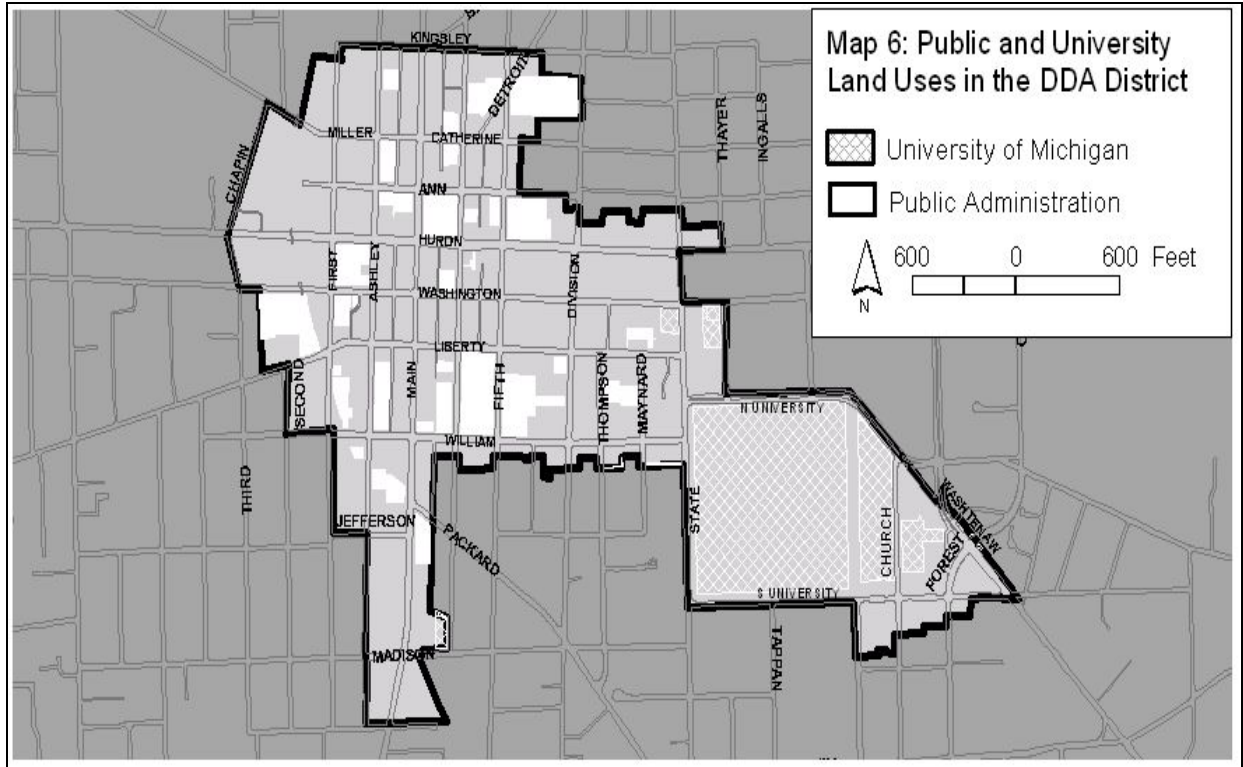 Map 6: Public and University
Land Uses in the DDA District
University of Michigan
Public Administration
600 0 600 Feet
N
KINGSLEY
DETROIT
MILLER
CATHERINE
THAYER
INGALLS
CHAPIN
ANN
HURON
FIRST
ASHLEY
WASHINGTON
DIVISION
LIBERTY
SECOND
MAIN
FIFTH
THOMPSON
MAYNARD
N UNIVERSITY
WILLIAM
THIRD
STATE
CHURCH
WASHTENAW
JEFFERSON
PACKARD
FOREST
S UNIVERSITY
MADISON
TAPPAN